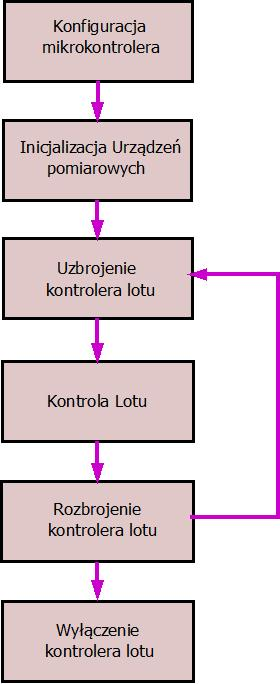 Konfiguracja
mikrokontrolera
Inicjalizacja Urządzeń
pomiarowych
Uzbrojenie
kontrolera lotu
Kontrola Lotu
Rozbrojenie
kontrolera lotu
Wyłączenie
kontrolera lotu